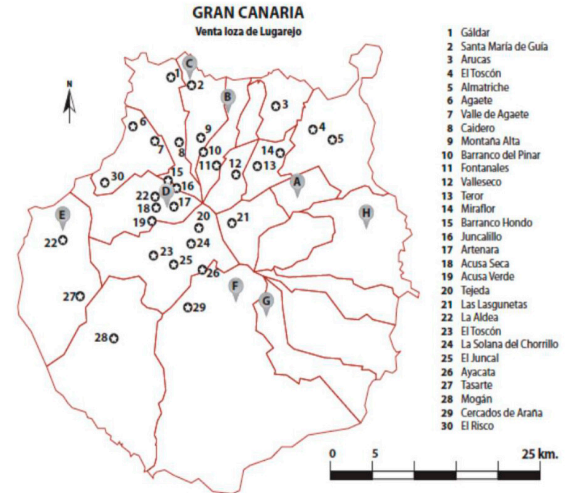 GRAN CANARIA
Venta loza de Lugarejo
N
C
1
2
B
3
4
5
6
7
8
9
10
11
12
13
14
15
16
30
22
D
18
17
A
E
22
19
20
21
H
23
24
25
26
27
F
G
28
29
1 Gáldar
2 Santa María de Guía
3 Arucas
4 El Toscón
5 Almatriche
6 Agaete
7 Valle de Agaete
8 Caidero
9 Montaña Alta
10 Barranco del Pinar
11 Fontanales
12 Valleseco
13 Teror
14 Miraflor
15 Barranco Hondo
16 Juncalillo
17 Artenara
18 Acusa Seca
19 Acusa Verde
20 Tejeda
21 Las Lasgunetas
22 La Aldea
23 El Toscón
24 La Solana del Chorrillo
25 El Juncal
26 Ayacata
27 Tasarte
28 Mogán
29 Cercados de Araña
30 El Risco
0 5 25 km.